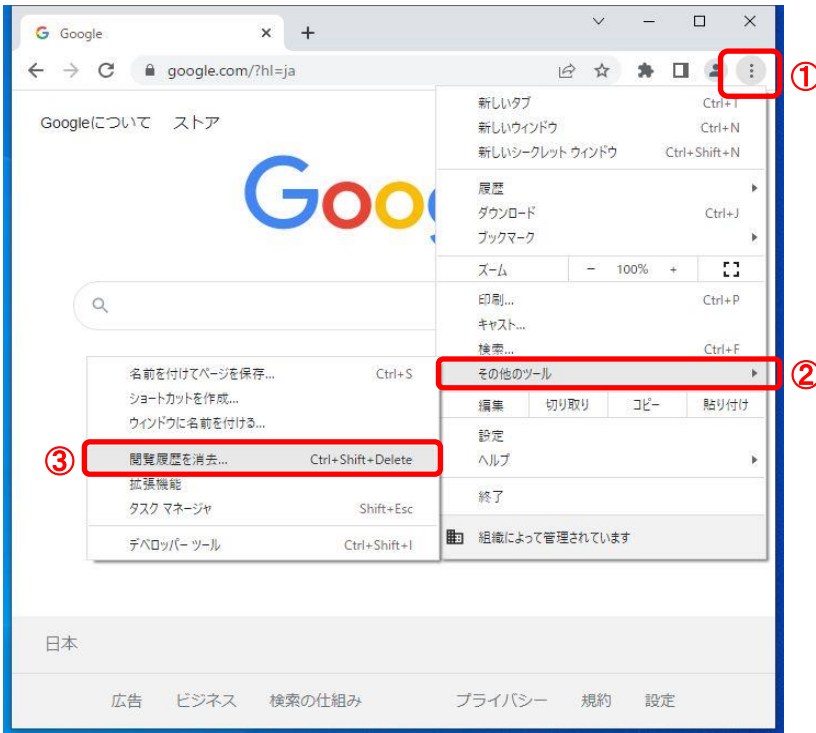 Google
google.com/?hl=ja
①
Googleについて ストア
Goo
新しいタブ Ctrl+T
新しいウィンドウ Ctrl+N
新しいシークレット ウィンドウ Ctrl+Shift+N
履歴
ダウンロード Ctrl+J
ブックマーク
ズーム - 100% +
印刷... Ctrl+P
キャスト...
検索... Ctrl+F
その他のツール
②
編集 切り取り コピー 貼り付け
設定
ヘルプ
終了
組織によって管理されています
名前を付けてページを保存... Ctrl+S
ショートカットを作成...
ウィンドウに名前を付ける...
③
閲覧履歴を消去... Ctrl+Shift+Delete
拡張機能
タスク マネージャ Shift+Esc
デベロッパー ツール Ctrl+Shift+I
日本
広告 ビジネス 検索の仕組み プライバシー 規約 設定